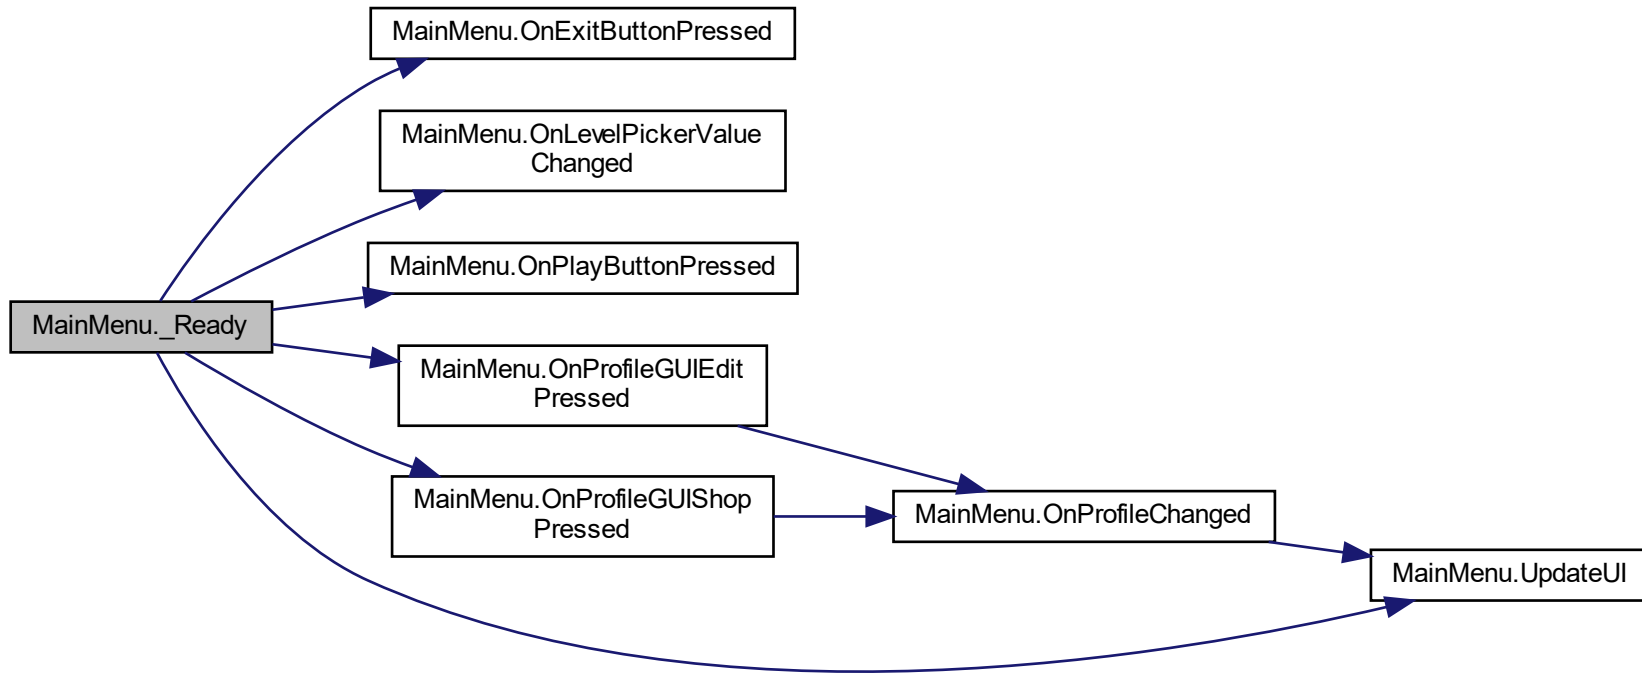 MainMenu.OnExitButtonPressed
MainMenu.OnLevelPickerValue
Changed
MainMenu.OnPlayButtonPressed
MainMenu._Ready
MainMenu.OnProfileGUIEdit
Pressed
MainMenu.OnProfileGUIShop
Pressed
MainMenu.OnProfileChanged
MainMenu.UpdateUI